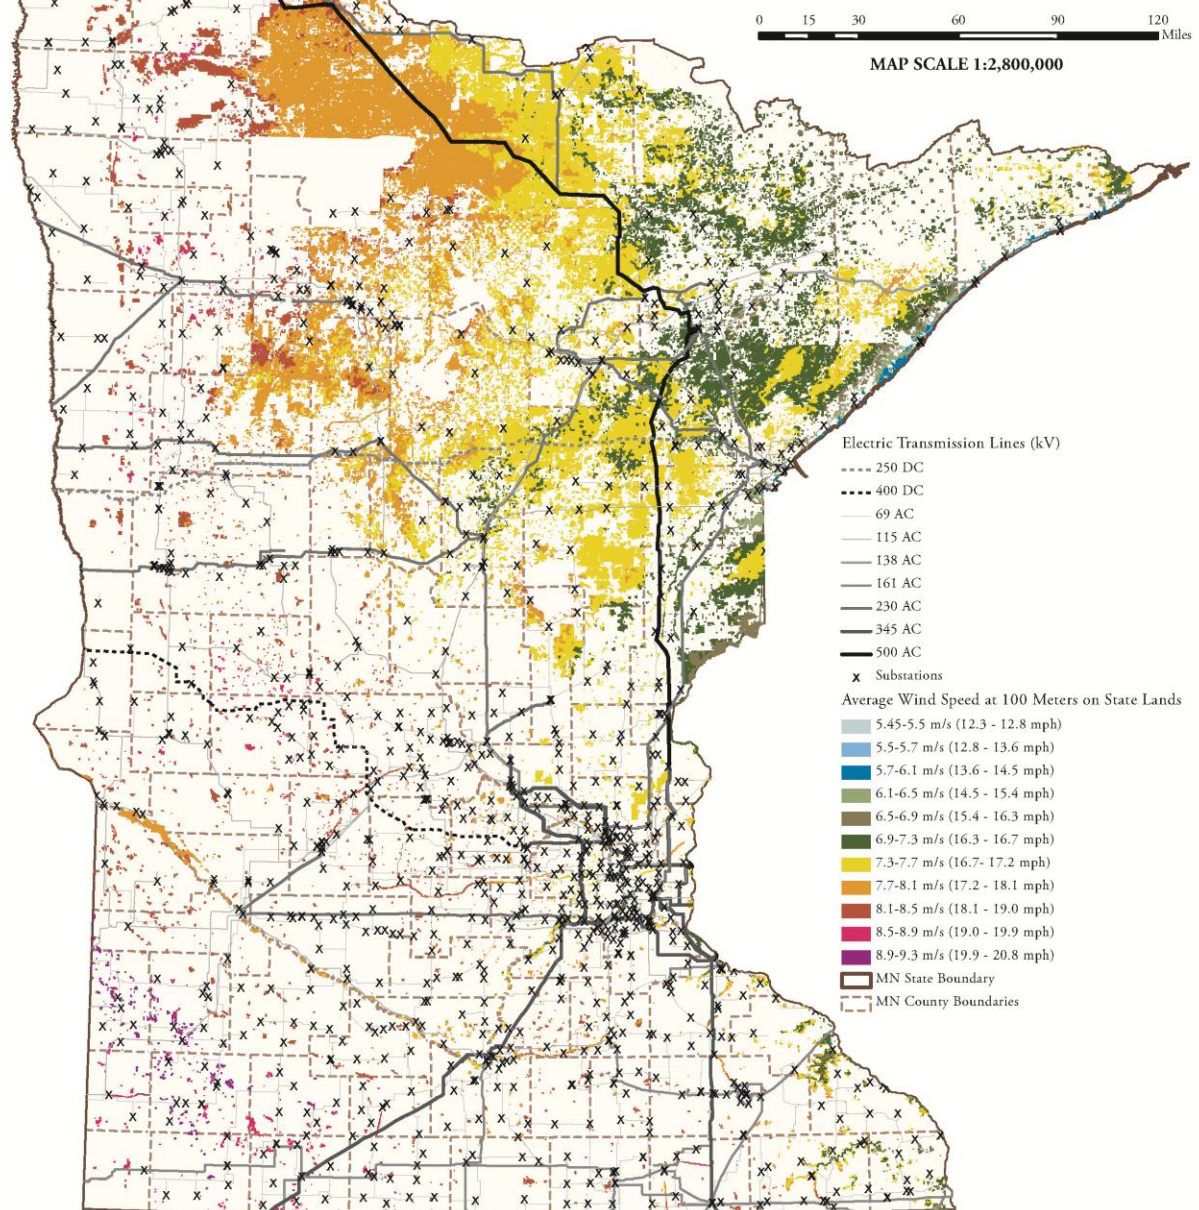 0 15 30 60 90 120
Miles
MAP SCALE 1:2,800,000
Electric Transmission Lines (kV)
250 DC
400 DC
69 AC
115 AC
138 AC
161 AC
230 AC
345 AC
500 AC
x Substations
Average Wind Speed at 100 Meters on State Lands
5.45-5.5 m/s (12.3 - 12.8 mph)
5.5-5.7 m/s (12.8 - 13.6 mph)
5.7-6.1 m/s (13.6 - 14.5 mph)
6.1-6.5 m/s (14.5 - 15.4 mph)
6.5-6.9 m/s (15.4 - 16.3 mph)
6.9-7.3 m/s (16.3 - 16.7 mph)
7.3-7.7 m/s (16.7- 17.2 mph)
7.7-8.1 m/s (17.2 - 18.1 mph)
8.1-8.5 m/s (18.1 - 19.0 mph)
8.5-8.9 m/s (19.0 - 19.9 mph)
8.9-9.3 m/s (19.9 - 20.8 mph)
MN State Boundary
MN County Boundaries